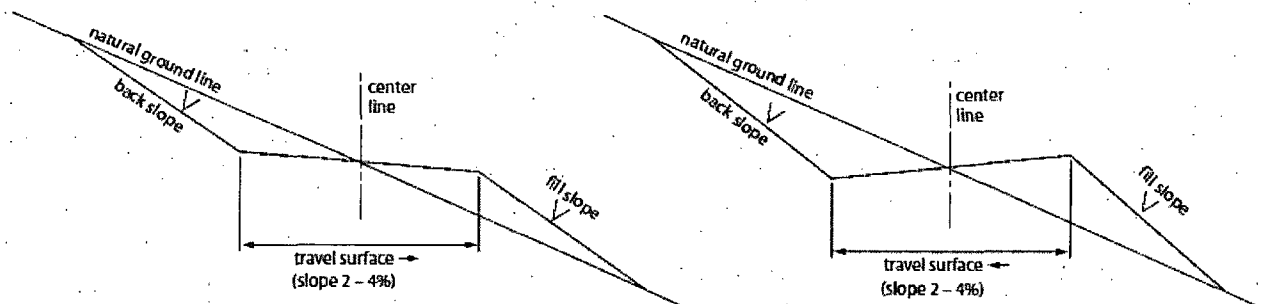 natural ground line
back slope
center
line
fill slope
travel surface →
(slope 2 – 4%)
natural ground line
back slope
center
line
fill slope
travel surface ←
(slope 2 – 4%)